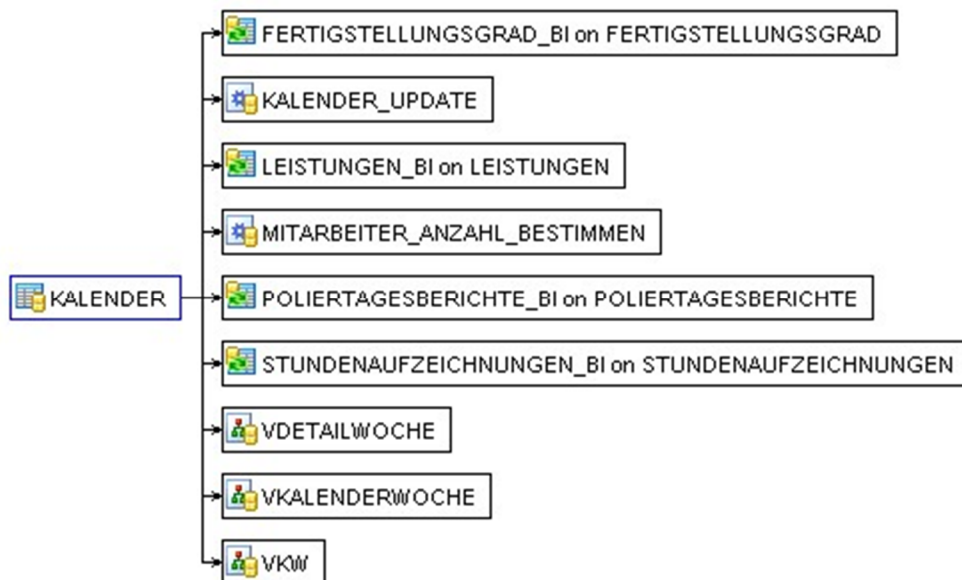 FERTIGSTELLUNGSGRAD_BI on FERTIGSTELLUNGSGRAD
KALENDER_UPDATE
LEISTUNGEN_BI on LEISTUNGEN
MITARBEITER_ANZAHL_BESTIMMEN
KALENDER
POLIERTAGESBERICHTE_BI on POLIERTAGESBERICHTE
STUNDENAUFZEICHNUNGEN_BI on STUNDENAUFZEICHNUNGEN
VDETAILWOCHE
VKALENDERWOCHE
VKW